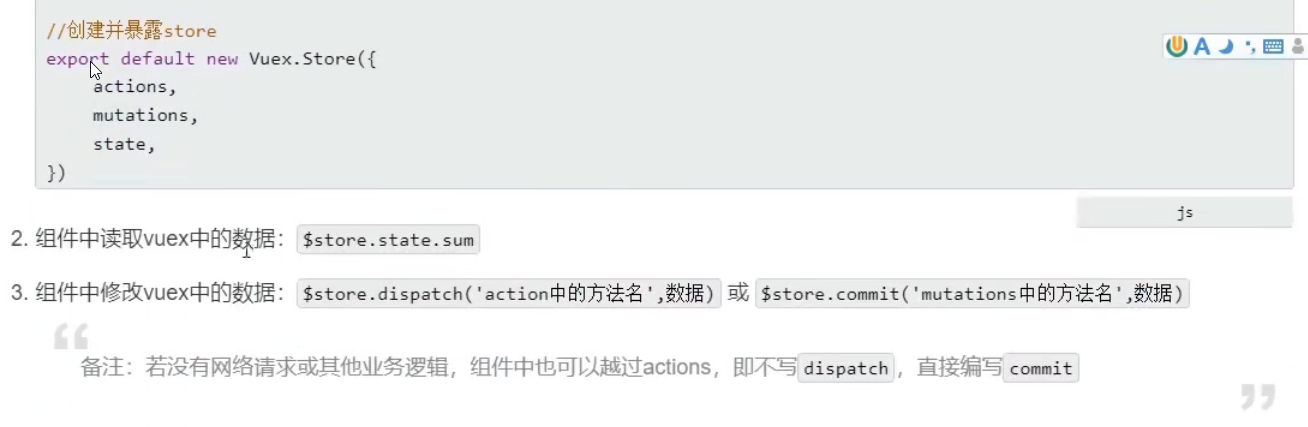 //创建并暴露store
export default new Vuex.Store({
    actions,
    mutations,
    state,
})
js
2. 组件中读取vuex中的数据：$store.state.sum
3. 组件中修改vuex中的数据：$store.dispatch('action中的方法名',数据) 或 $store.commit('mutations中的方法名',数据)
“
备注：若没有网络请求或其他业务逻辑，组件中也可以越过actions，即不写dispatch，直接编写commit
”